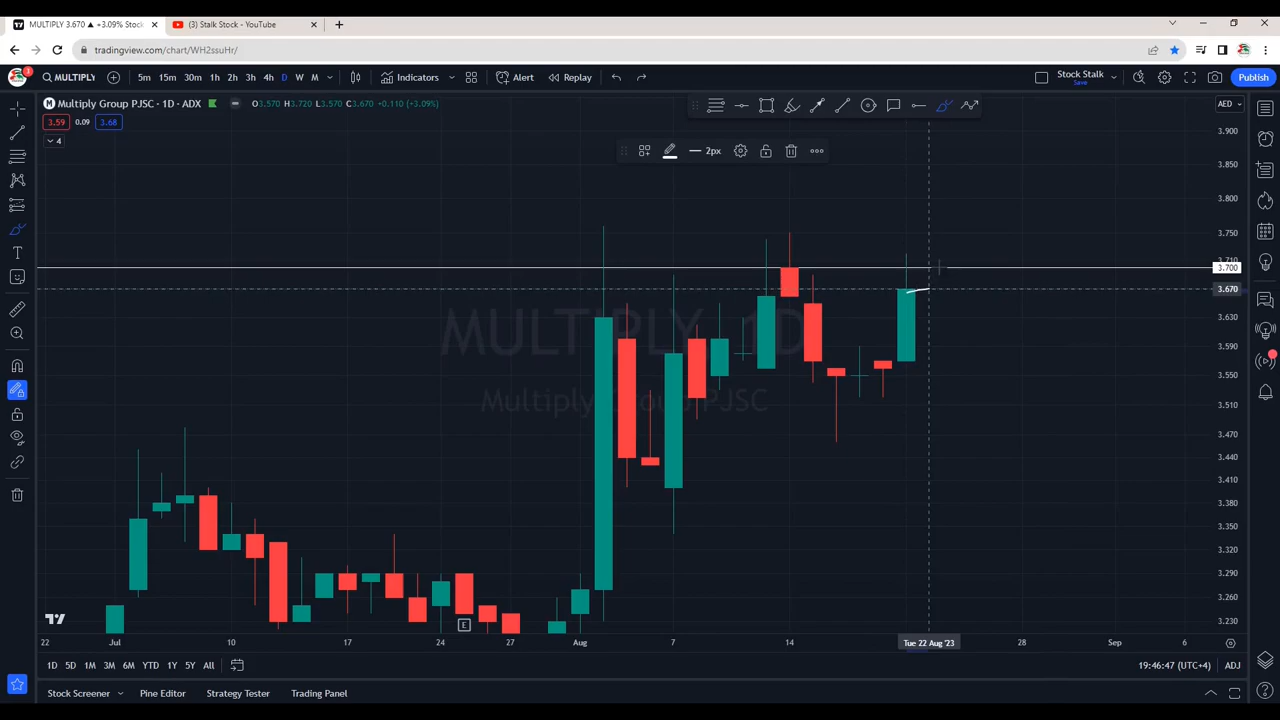 MULTIPLY 3.670 ▲ +3.09% Stock
(3) Stalk Stock - YouTube
tradingview.com/chart/WH2ssuHr/
MULTIPLY 5m 15m 30m 1h 2h 3h 4h D W M Indicators Alert Replay Stock Stalk Save Publish
Multiply Group PJSC · 1D · ADX O3.570 H3.720 L3.570 C3.670 +0.110 (+3.09%) AED
3.59 0.09 3.68
4
2px
3.900
3.850
3.800
3.750
3.710
3.700
3.670
3.630
3.590
3.550
3.510
3.470
3.440
3.410
3.380
3.350
3.320
3.290
3.260
3.230
MULTIPLY, 1D
Multiply Group PJSC
E
22 Jul 10 17 24 27 Aug 7 14 Tue 22 Aug '23 28 Sep 6
1D 5D 1M 3M 6M YTD 1Y 5Y All 19:46:47 (UTC+4) ADJ
Stock Screener Pine Editor Strategy Tester Trading Panel